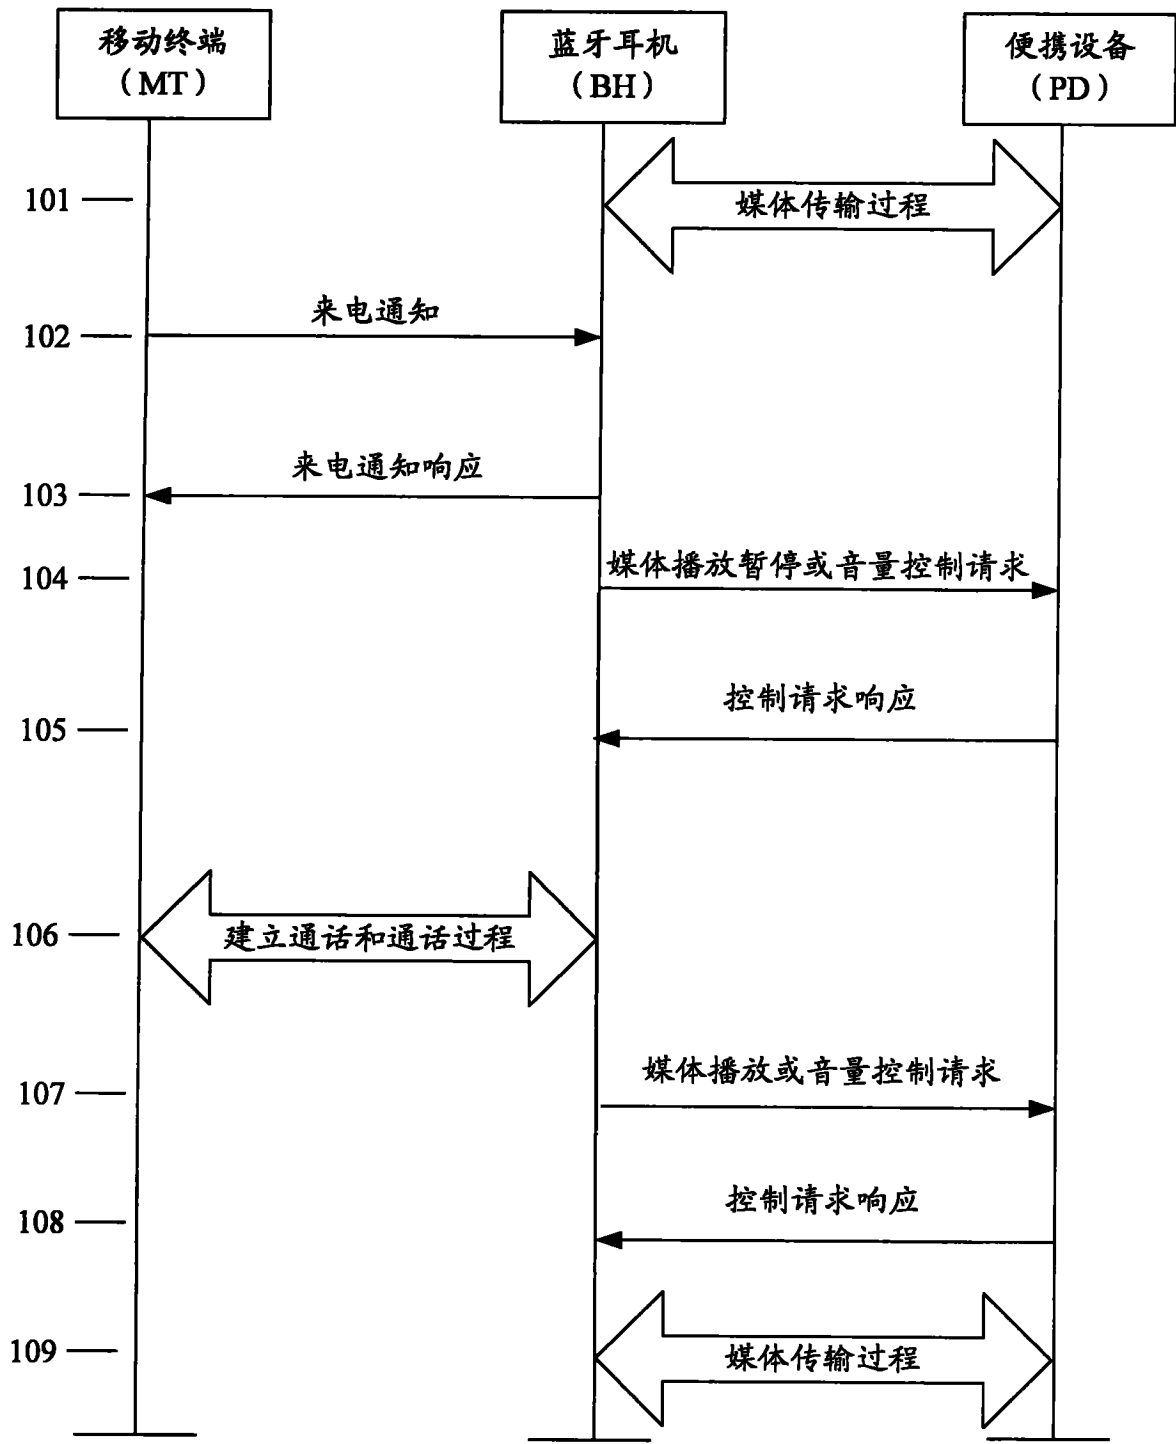 移动终端
（MT）
蓝牙耳机
（BH）
便携设备
（PD）
101
媒体传输过程
来电通知
102
来电通知响应
103
媒体播放暂停或音量控制请求
104
控制请求响应
105
106
建立通话和通话过程
媒体播放或音量控制请求
107
控制请求响应
108
109
媒体传输过程